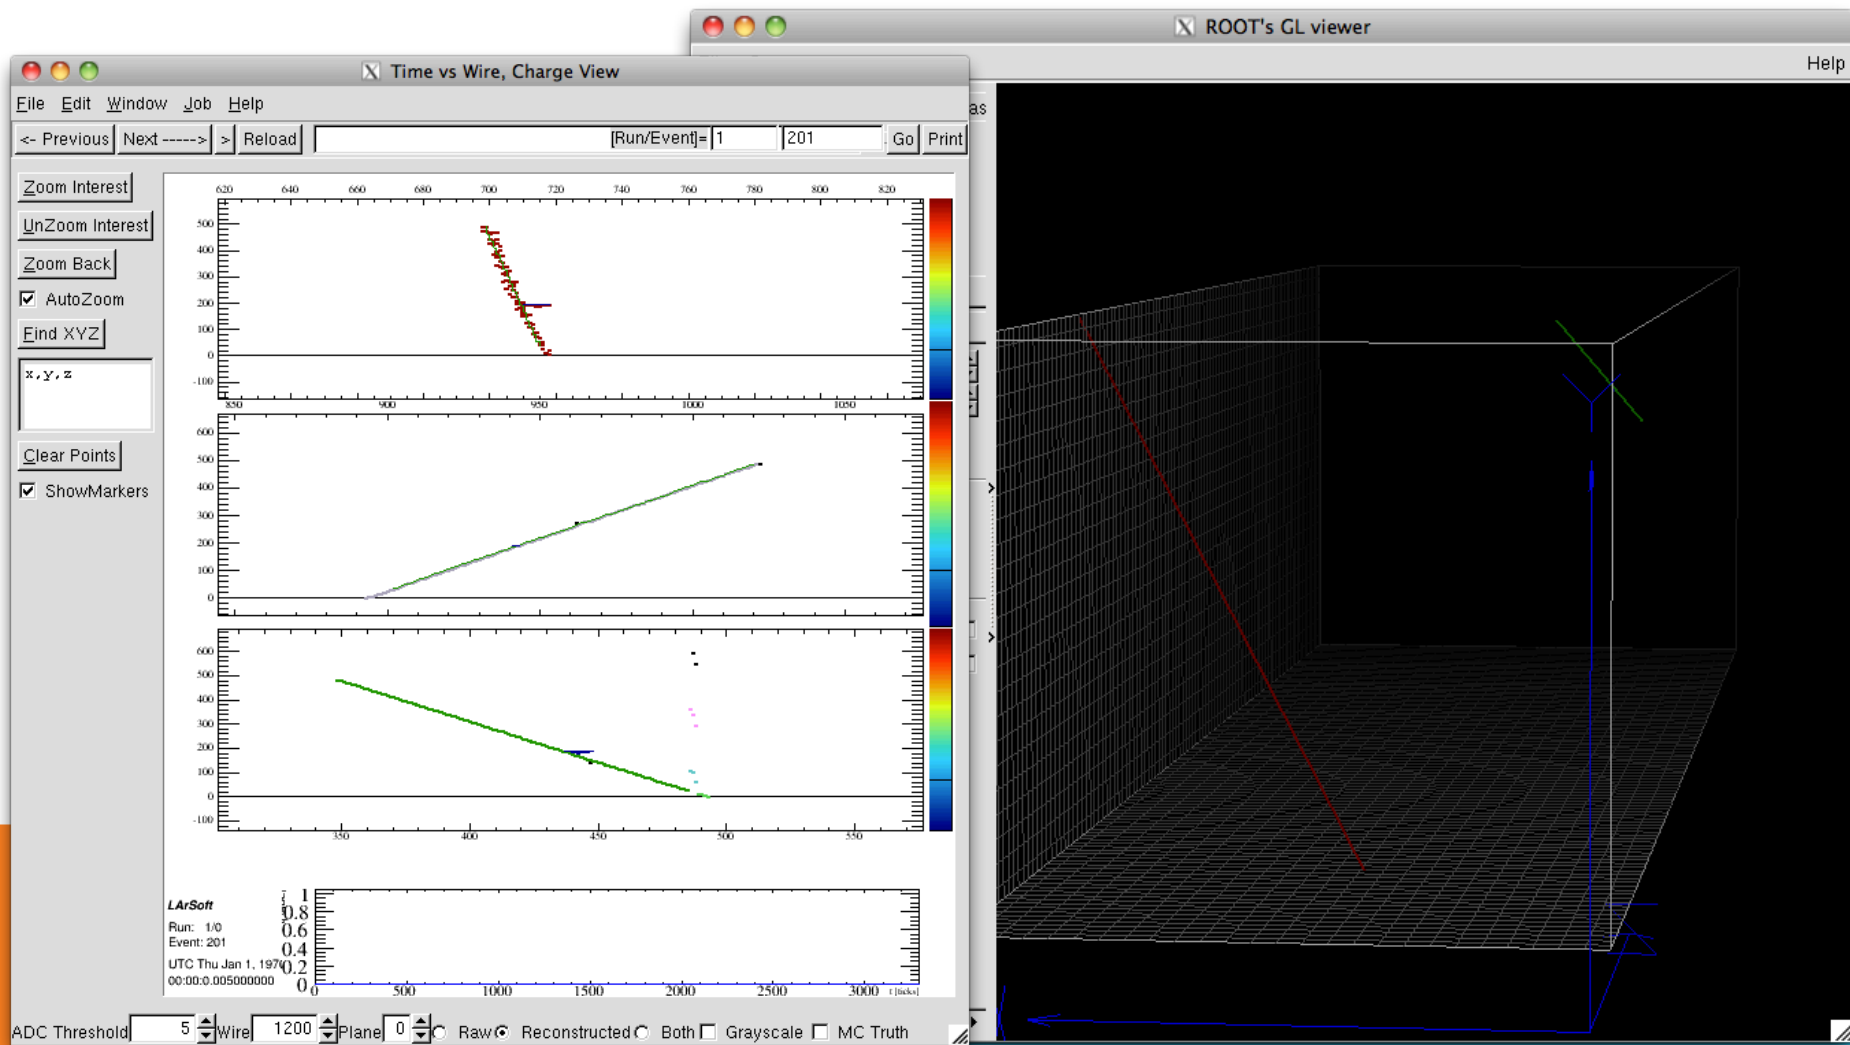 ROOT's GL viewer
Help
Time vs Wire, Charge View
File Edit Window Job Help
<- Previous Next -----> > Reload [Run/Event]= 1 201 Go Print
as
Zoom Interest
UnZoom Interest
Zoom Back
AutoZoom
Find XYZ
x,y,z
Clear Points
ShowMarkers
620 640 660 680 700 720 740 760 780 800 820
500
400
300
200
100
0
-100
850 900 950 1000 1050
600
500
400
300
200
100
0
600
500
400
300
200
100
0
-100
350 400 450 500 550
LArSoft
Run: 1/0
Event: 201
UTC Thu Jan 1, 1970
00:00:0.005000000
1
0.8
0.6
0.4
0.2
0
0 500 1000 1500 2000 2500 3000 t [ticks]
ADC Threshold 5 Wire 1200 Plane 0 Raw Reconstructed Both Grayscale MC Truth